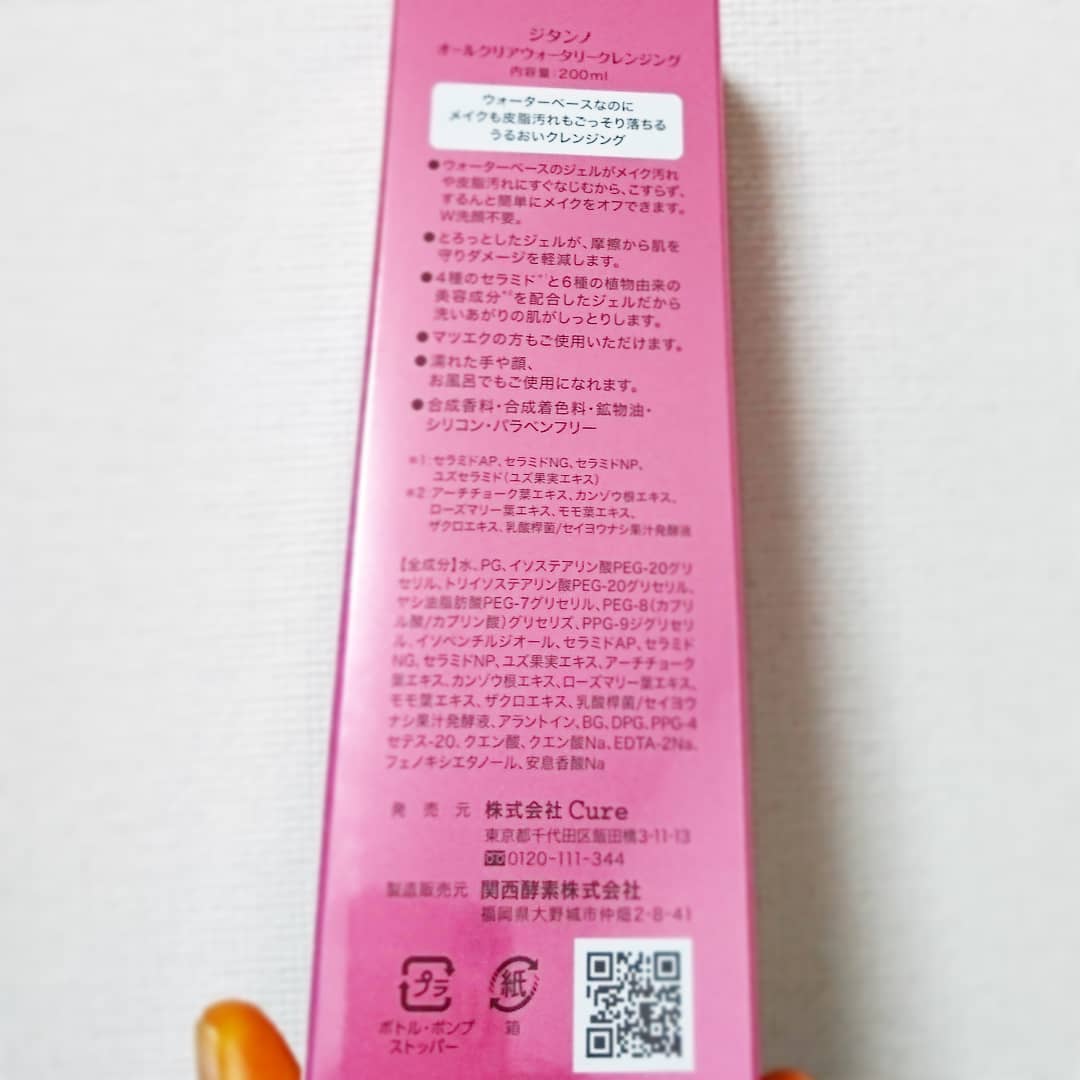 ジタンノ
オールクリアウォータリークレンジング
内容量:200ml
ウォーターベースなのに
メイクも皮脂汚れもごっそり落ちる
うるおいクレンジング
●ウォーターベースのジェルがメイク汚れ
や皮脂汚れにすぐなじむから、こすらず、
するんと簡単にメイクをオフできます。
W洗顔不要。
●とろっとしたジェルが、摩擦から肌を
守りダメージを軽減します。
●4種のセラミド*1と6種の植物由来の
美容成分*2を配合したジェルだから
洗いあがりの肌がしっとりします。
●マツエクの方もご使用いただけます。
●濡れた手や顔、
お風呂でもご使用になれます。
●合成香料・合成着色料・鉱物油・
シリコン・パラベンフリー
*1:セラミドAP、セラミドNG、セラミドNP、
ユズセラミド(ユズ果実エキス)
*2:アーチチョーク葉エキス、カンゾウ根エキス、
ローズマリー葉エキス、モモ葉エキス、
ザクロエキス、乳酸桿菌/セイヨウナシ果汁発酵液
【全成分】水、PG、イソステアリン酸PEG-20グリ
セリル、トリイソステアリン酸PEG-20グリセリル、
ヤシ油脂肪酸PEG-7グリセリル、PEG-8(カプリ
ル酸/カプリン酸)グリセリズ、PPG-9ジグリセリ
ル、イソペンチルジオール、セラミドAP、セラミド
NG、セラミドNP、ユズ果実エキス、アーチチョーク
葉エキス、カンゾウ根エキス、ローズマリー葉エキス、
モモ葉エキス、ザクロエキス、乳酸桿菌/セイヨウ
ナシ果汁発酵液、アラントイン、BG、DPG、PPG-4
セテス-20、クエン酸、クエン酸Na、EDTA-2Na、
フェノキシエタノール、安息香酸Na
発売元 株式会社 Cure
東京都千代田区飯田橋3-11-13
0120-111-344
製造販売元 関西酵素株式会社
福岡県大野城市仲畑2-8-41
プラ
ボトル・ポンプ
ストッパー
紙
箱